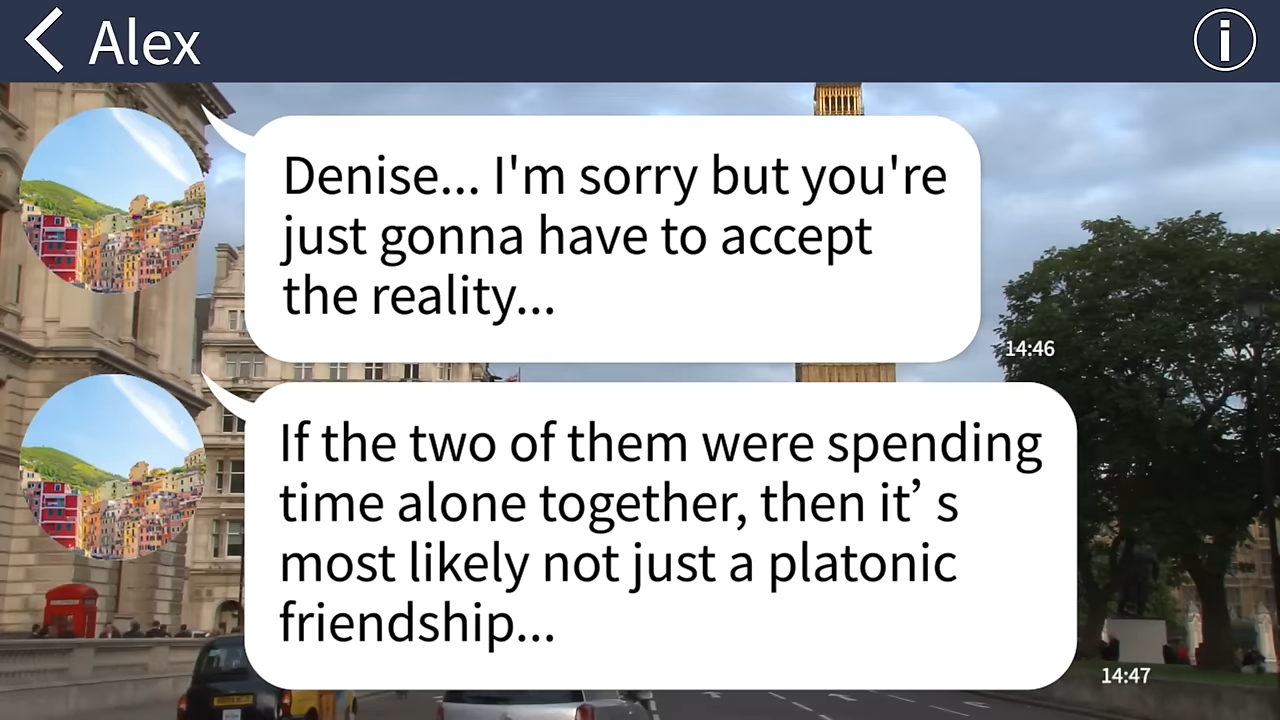 Alex
Denise... I'm sorry but you're
just gonna have to accept
the reality...
14:46
If the two of them were spending
time alone together, then it’s
most likely not just a platonic
friendship...
14:47